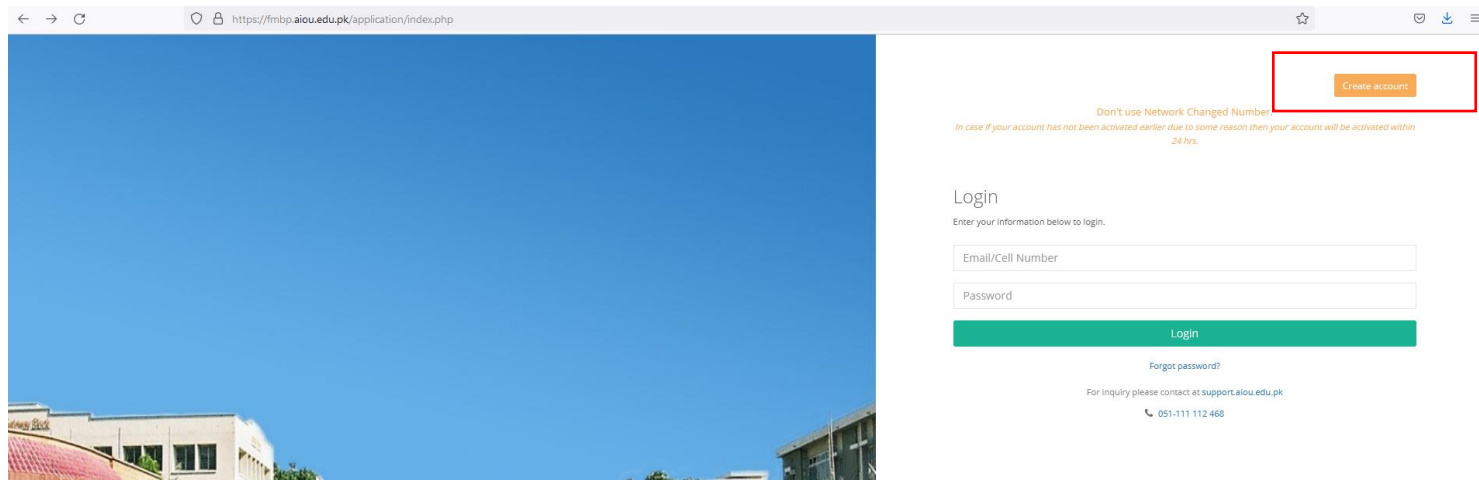 https://fmbp.aiou.edu.pk/application/index.php
Create account
Don't use Network Changed Number.
In case if your account has not been activated earlier due to some reason then your account will be activated within
24 hrs.
Login
Enter your information below to login.
Email/Cell Number
Password
Login
Forgot password?
For inquiry please contact at support.aiou.edu.pk
051-111 112 468
Block